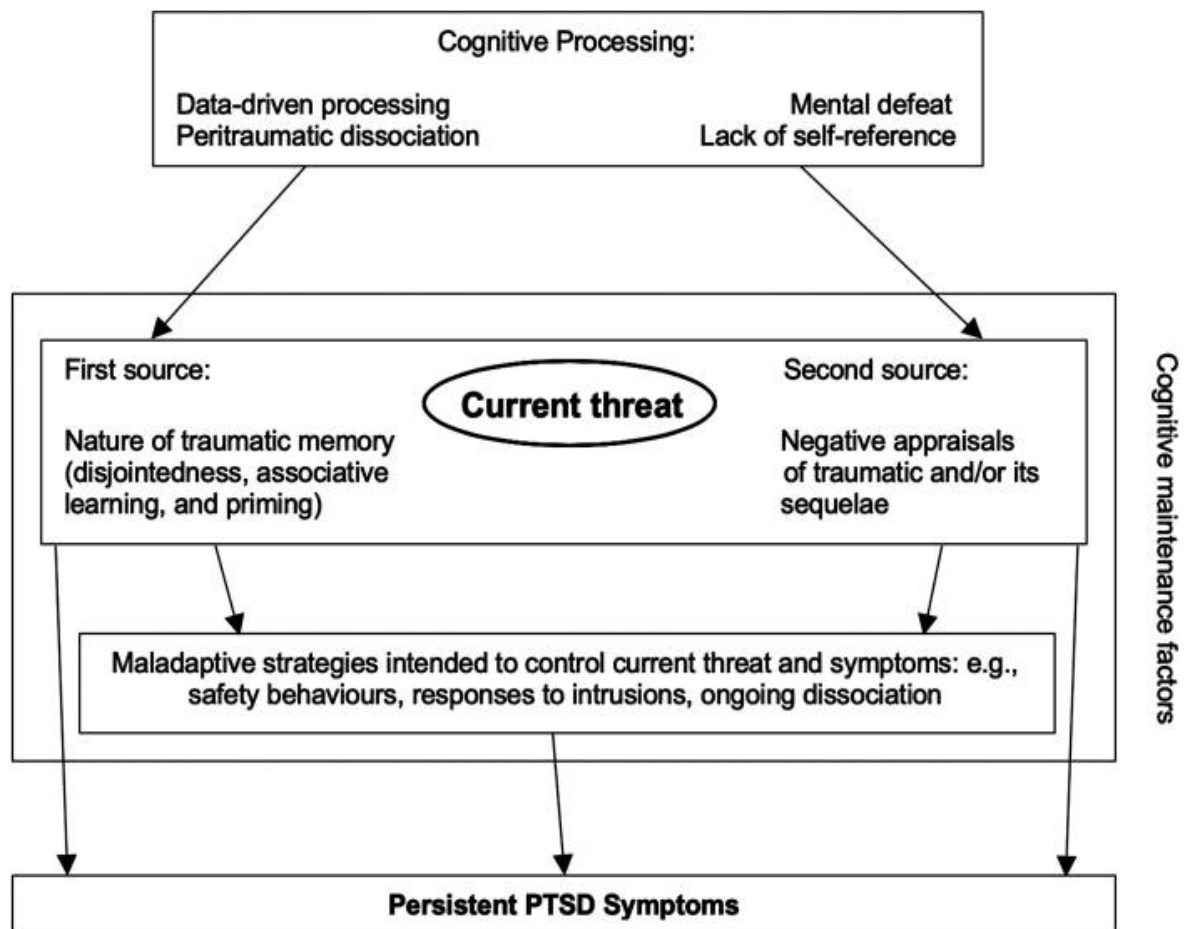 Cognitive Processing:
Data-driven processing
Peritraumatic dissociation
Mental defeat
Lack of self-reference
First source:
Nature of traumatic memory
(disjointedness, associative
learning, and priming)
Current threat
Second source:
Negative appraisals
of traumatic and/or its
sequelae
Maladaptive strategies intended to control current threat and symptoms: e.g.,
safety behaviours, responses to intrusions, ongoing dissociation
Cognitive maintenance factors
Persistent PTSD Symptoms